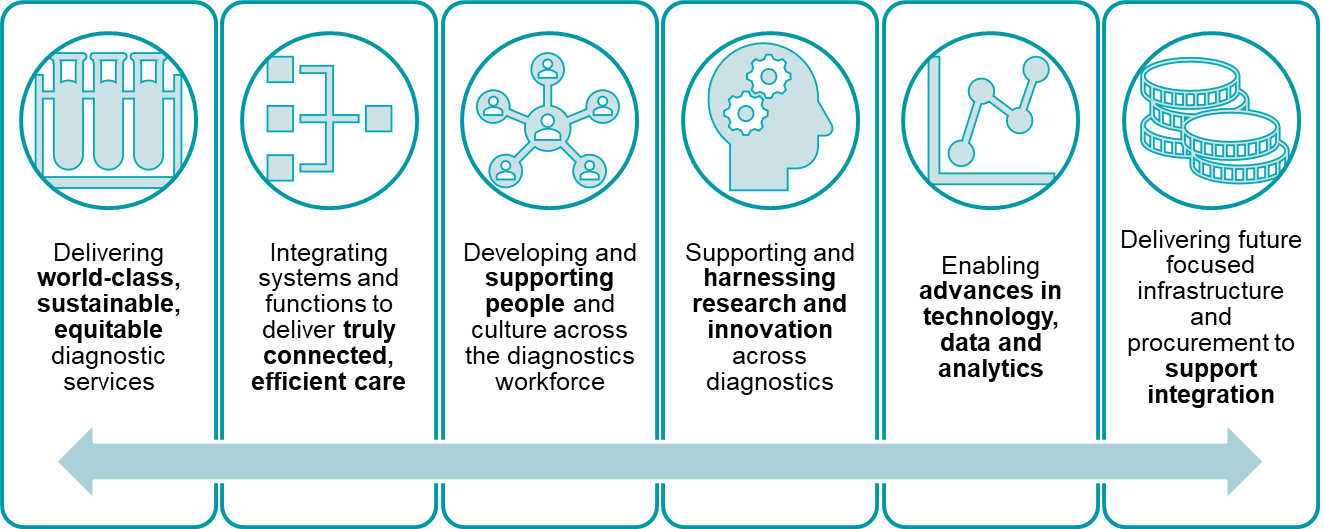 Delivering
world-class,
sustainable,
equitable
diagnostic
services
Integrating
systems and
functions to
deliver truly
connected,
efficient care
Developing and
supporting
people and
culture across
the diagnostics
workforce
Supporting and
harnessing
research and
innovation
across
diagnostics
Enabling
advances in
technology,
data and
analytics
Delivering future
focused
infrastructure
and
procurement to
support
integration